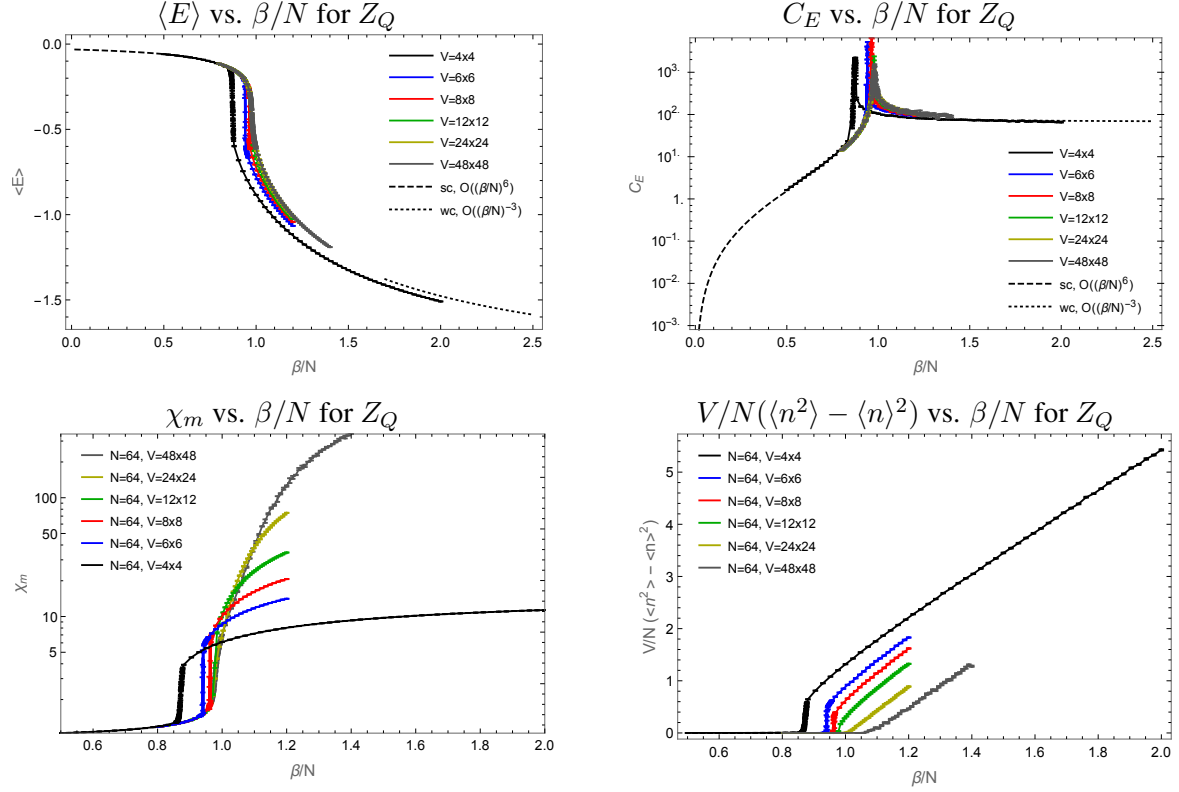 ⟨E⟩ vs. β/N for Z_Q
0.0
−0.5
−1.0
−1.5
<E>
V=4x4
V=6x6
V=8x8
V=12x12
V=24x24
V=48x48
sc, O((β/N)^6)
wc, O((β/N)^−3)
0.0 0.5 1.0 1.5 2.0 2.5
β/N
C_E vs. β/N for Z_Q
10^3.
10^2.
10^1.
1.
10^−1.
10^−2.
10^−3.
C_E
V=4x4
V=6x6
V=8x8
V=12x12
V=24x24
V=48x48
sc, O((β/N)^6)
wc, O((β/N)^−3)
0.0 0.5 1.0 1.5 2.0 2.5
β/N
χ_m vs. β/N for Z_Q
100
50
10
5
χ_m
N=64, V=48x48
N=64, V=24x24
N=64, V=12x12
N=64, V=8x8
N=64, V=6x6
N=64, V=4x4
0.6 0.8 1.0 1.2 1.4 1.6 1.8 2.0
β/N
V/N(⟨n^2⟩ − ⟨n⟩^2) vs. β/N for Z_Q
5
4
3
2
1
0
V/N (<n^2> − <n>^2)
N=64, V=4x4
N=64, V=6x6
N=64, V=8x8
N=64, V=12x12
N=64, V=24x24
N=64, V=48x48
0.6 0.8 1.0 1.2 1.4 1.6 1.8 2.0
β/N